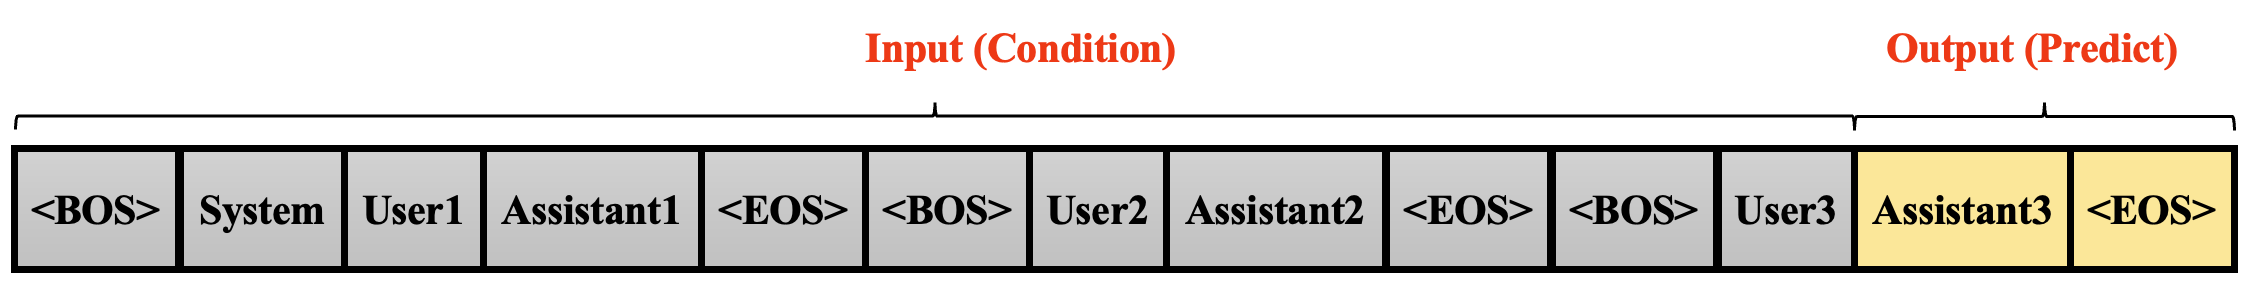 Input (Condition) Output (Predict)
<BOS> System User1 Assistant1 <EOS> <BOS> User2 Assistant2 <EOS> <BOS> User3 Assistant3 <EOS>